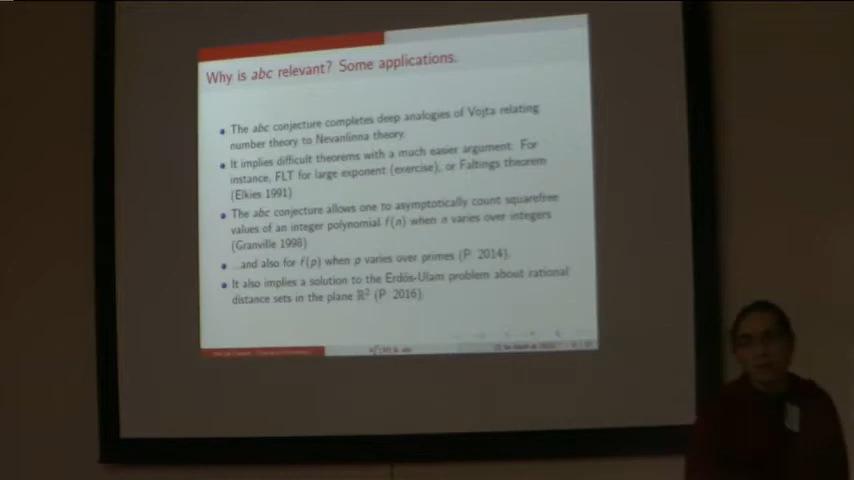 Why is abc relevant? Some applications.
The abc conjecture completes deep analogies of Vojta relating
number theory to Nevanlinna theory.
It implies difficult theorems with a much easier argument: For
instance, FLT for large exponent (exercise), or Faltings theorem
(Elkies 1991)
The abc conjecture allows one to asymptotically count squarefree
values of an integer polynomial f(n) when n varies over integers
(Granville 1998)
...and also for f(p) when p varies over primes (P. 2014).
It also implies a solution to the Erdös-Ulam problem about rational
distance sets in the plane ℝ² (P. 2016).